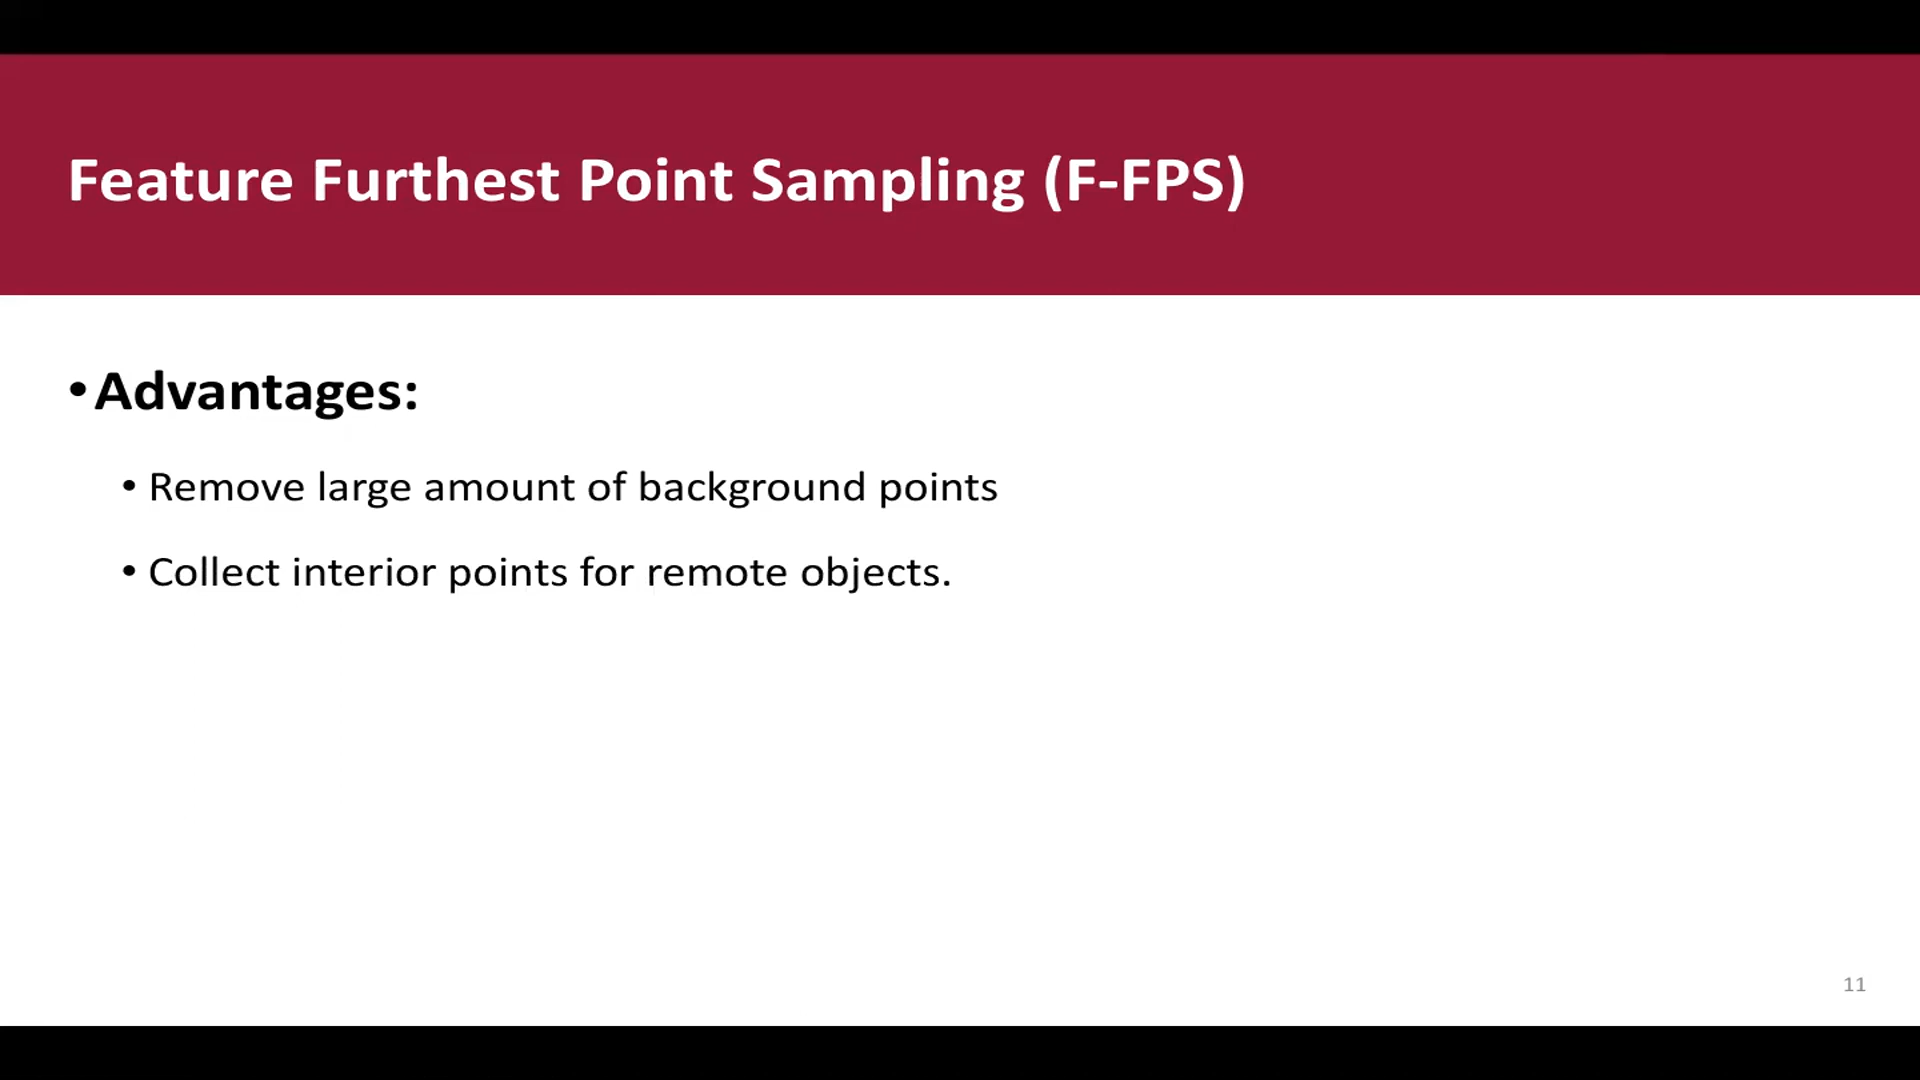 Feature Furthest Point Sampling (F-FPS)
•Advantages:
• Remove large amount of background points
• Collect interior points for remote objects.
11